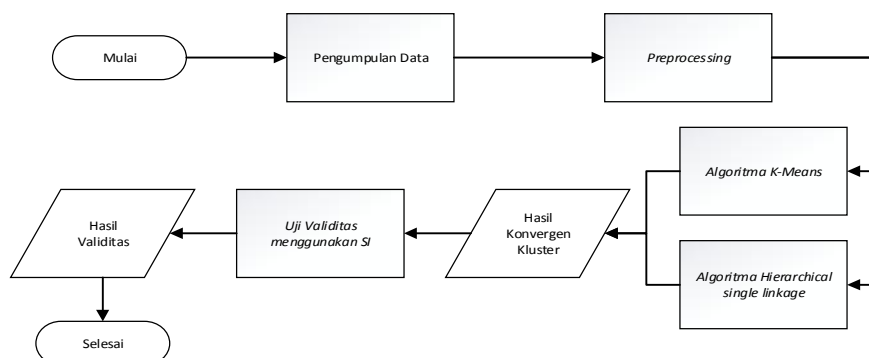 Mulai
Pengumpulan Data
Preprocessing
Algoritma K-Means
Algoritma Hierarchical
single linkage
Hasil
Konvergen
Kluster
Uji Validitas
menggunakan SI
Hasil
Validitas
Selesai